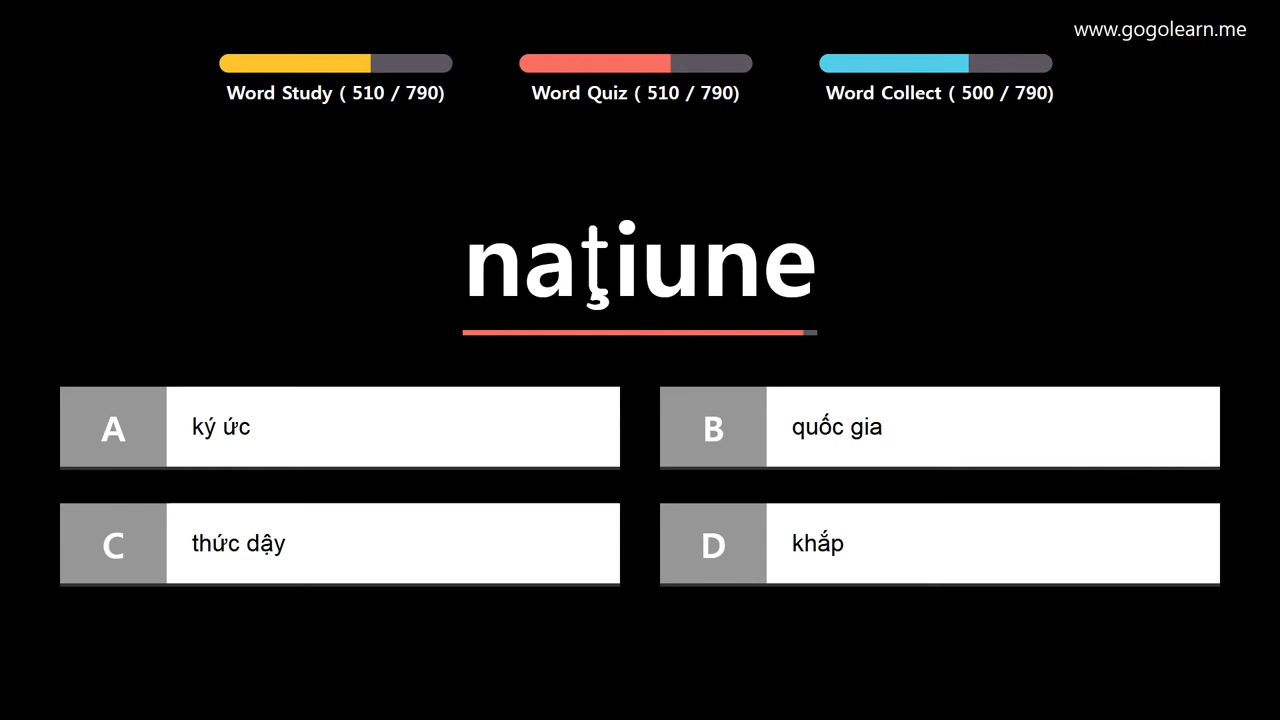 www.gogolearn.me
Word Study ( 510 / 790)
Word Quiz ( 510 / 790)
Word Collect ( 500 / 790)
naţiune
A
ký ức
B
quốc gia
C
thức dậy
D
khắp